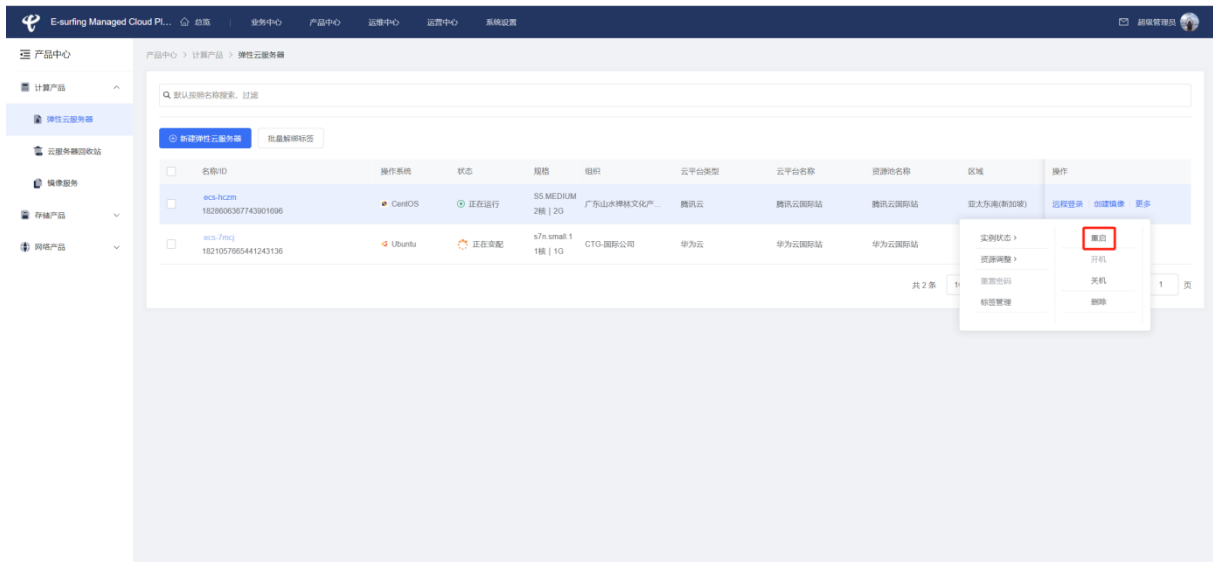 E-surfing Managed Cloud Pl... 总览 业务中心 产品中心 运维中心 运营中心 系统设置 超级管理员
产品中心 产品中心 > 计算产品 > 弹性云服务器
计算产品
默认按照名称搜索、过滤
弹性云服务器
新建弹性云服务器 批量解绑标签
云服务器回收站
名称/ID 操作系统 状态 规格 组织 云平台类型 云平台名称 资源池名称 区域 操作
镜像服务
ecs-hczm CentOS 正在运行 S5.MEDIUM 广东山水禅林文化产... 腾讯云 腾讯云国际站 腾讯云国际站 亚太东南(新加坡) 远程登录 创建镜像 更多
1828606367743901696 2核 | 2G
存储产品
ecs-7mcj Ubuntu 正在变配 s7n.small.1 CTG-国际公司 华为云 华为云国际站 华为云国际站
1821057665441243136 1核 | 1G
网络产品
实例状态 > 重启
资源调整 > 开机
重置密码 关机
标签管理 删除
共 2 条 1 页